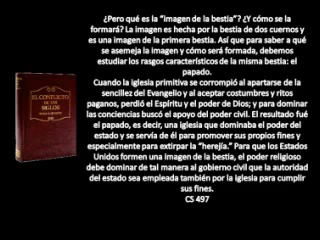 ¿Pero qué es la “imagen de la bestia”? ¿Y cómo se la
formará? La imagen es hecha por la bestia de dos cuernos y
es una imagen de la primera bestia. Así que para saber a qué
se asemeja la imagen y cómo será formada, debemos
estudiar los rasgos característicos de la misma bestia: el
papado.
Cuando la iglesia primitiva se corrompió al apartarse de la
sencillez del Evangelio y al aceptar costumbres y ritos
paganos, perdió el Espíritu y el poder de Dios; y para dominar
las conciencias buscó el apoyo del poder civil. El resultado fué
el papado, es decir, una iglesia que dominaba el poder del
estado y se servía de él para promover sus propios fines y
especialmente para extirpar la “herejía.” Para que los Estados
Unidos formen una imagen de la bestia, el poder religioso
debe dominar de tal manera al gobierno civil que la autoridad
del estado sea empleada también por la iglesia para cumplir
sus fines.
CS 497
EL CONFLICTO
DE LOS
SIGLOS